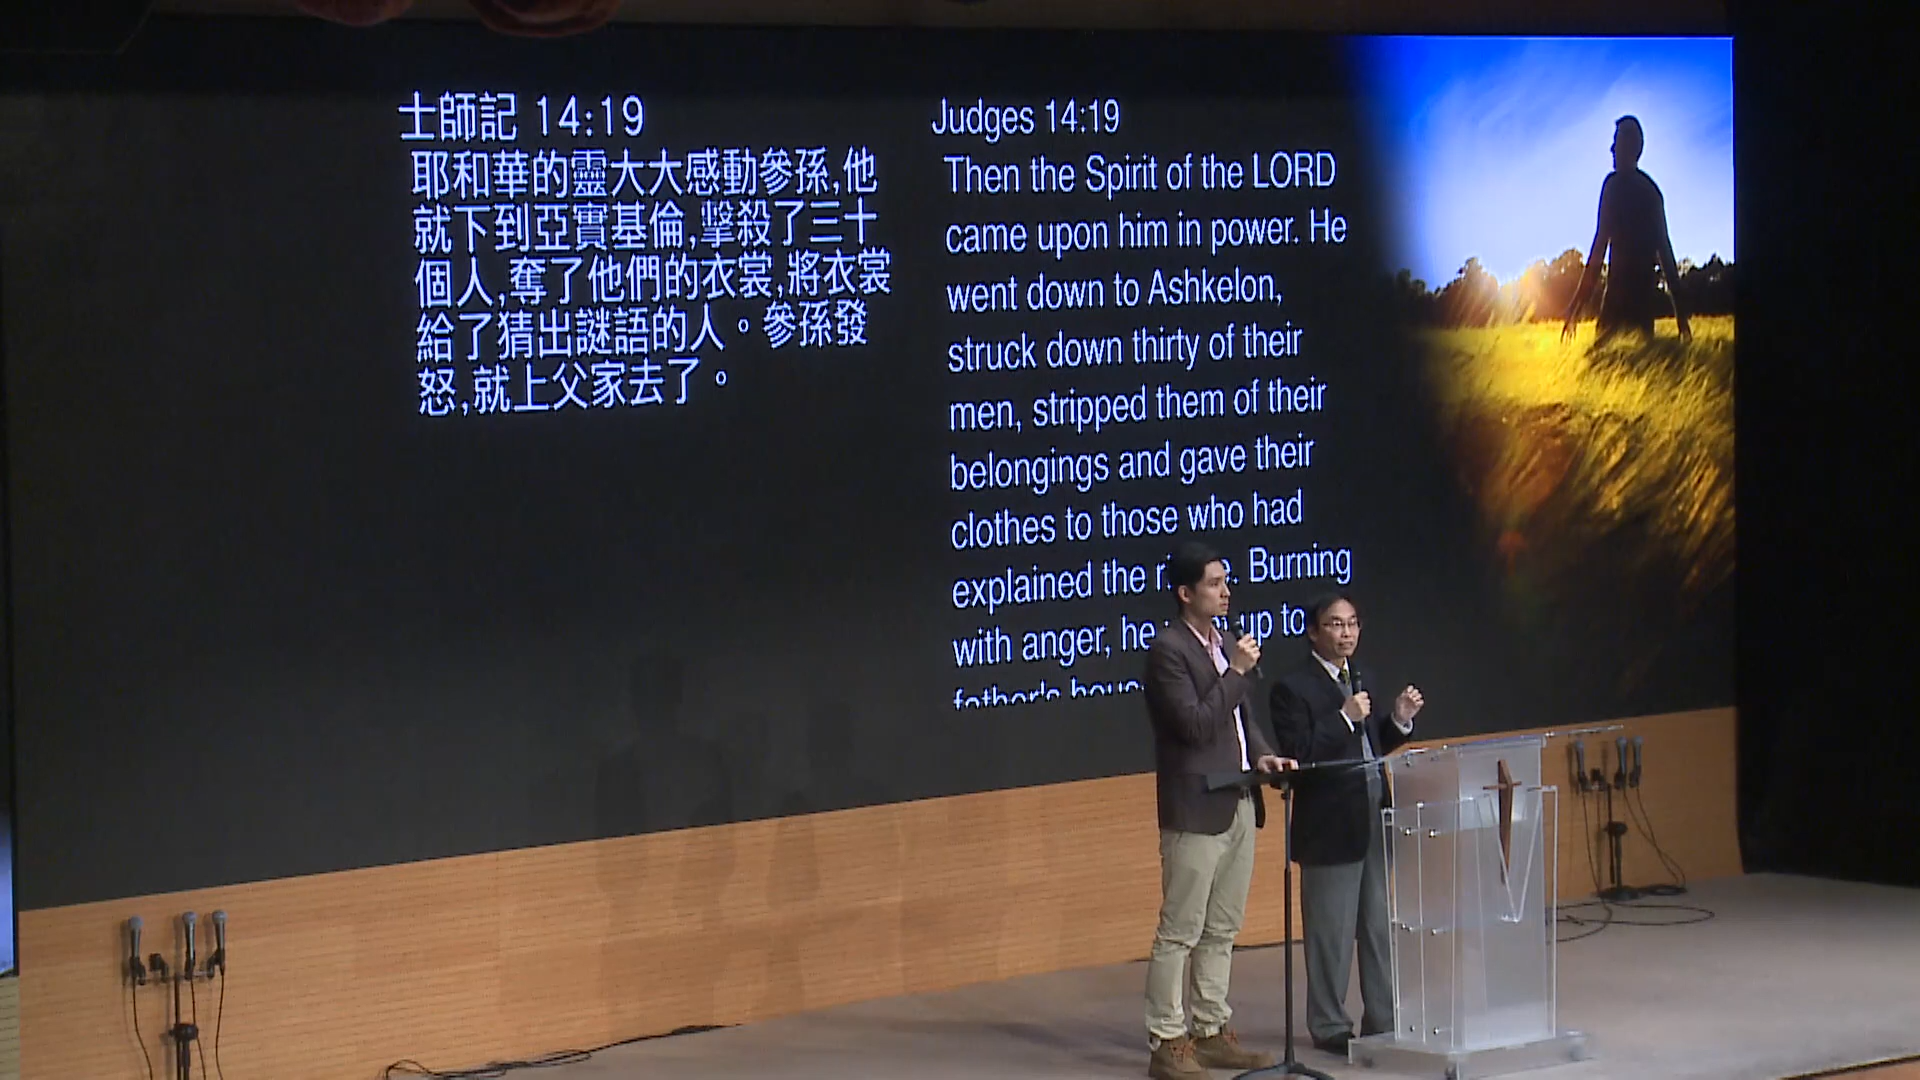 士師記 14:19
耶和華的靈大大感動參孫,他
就下到亞實基倫,擊殺了三十
個人,奪了他們的衣裳,將衣裳
給了猜出謎語的人。參孫發
怒,就上父家去了。
Judges 14:19
Then the Spirit of the LORD
came upon him in power. He
went down to Ashkelon,
struck down thirty of their
men, stripped them of their
belongings and gave their
clothes to those who had
explained the Burning
with anger, he up to
father's